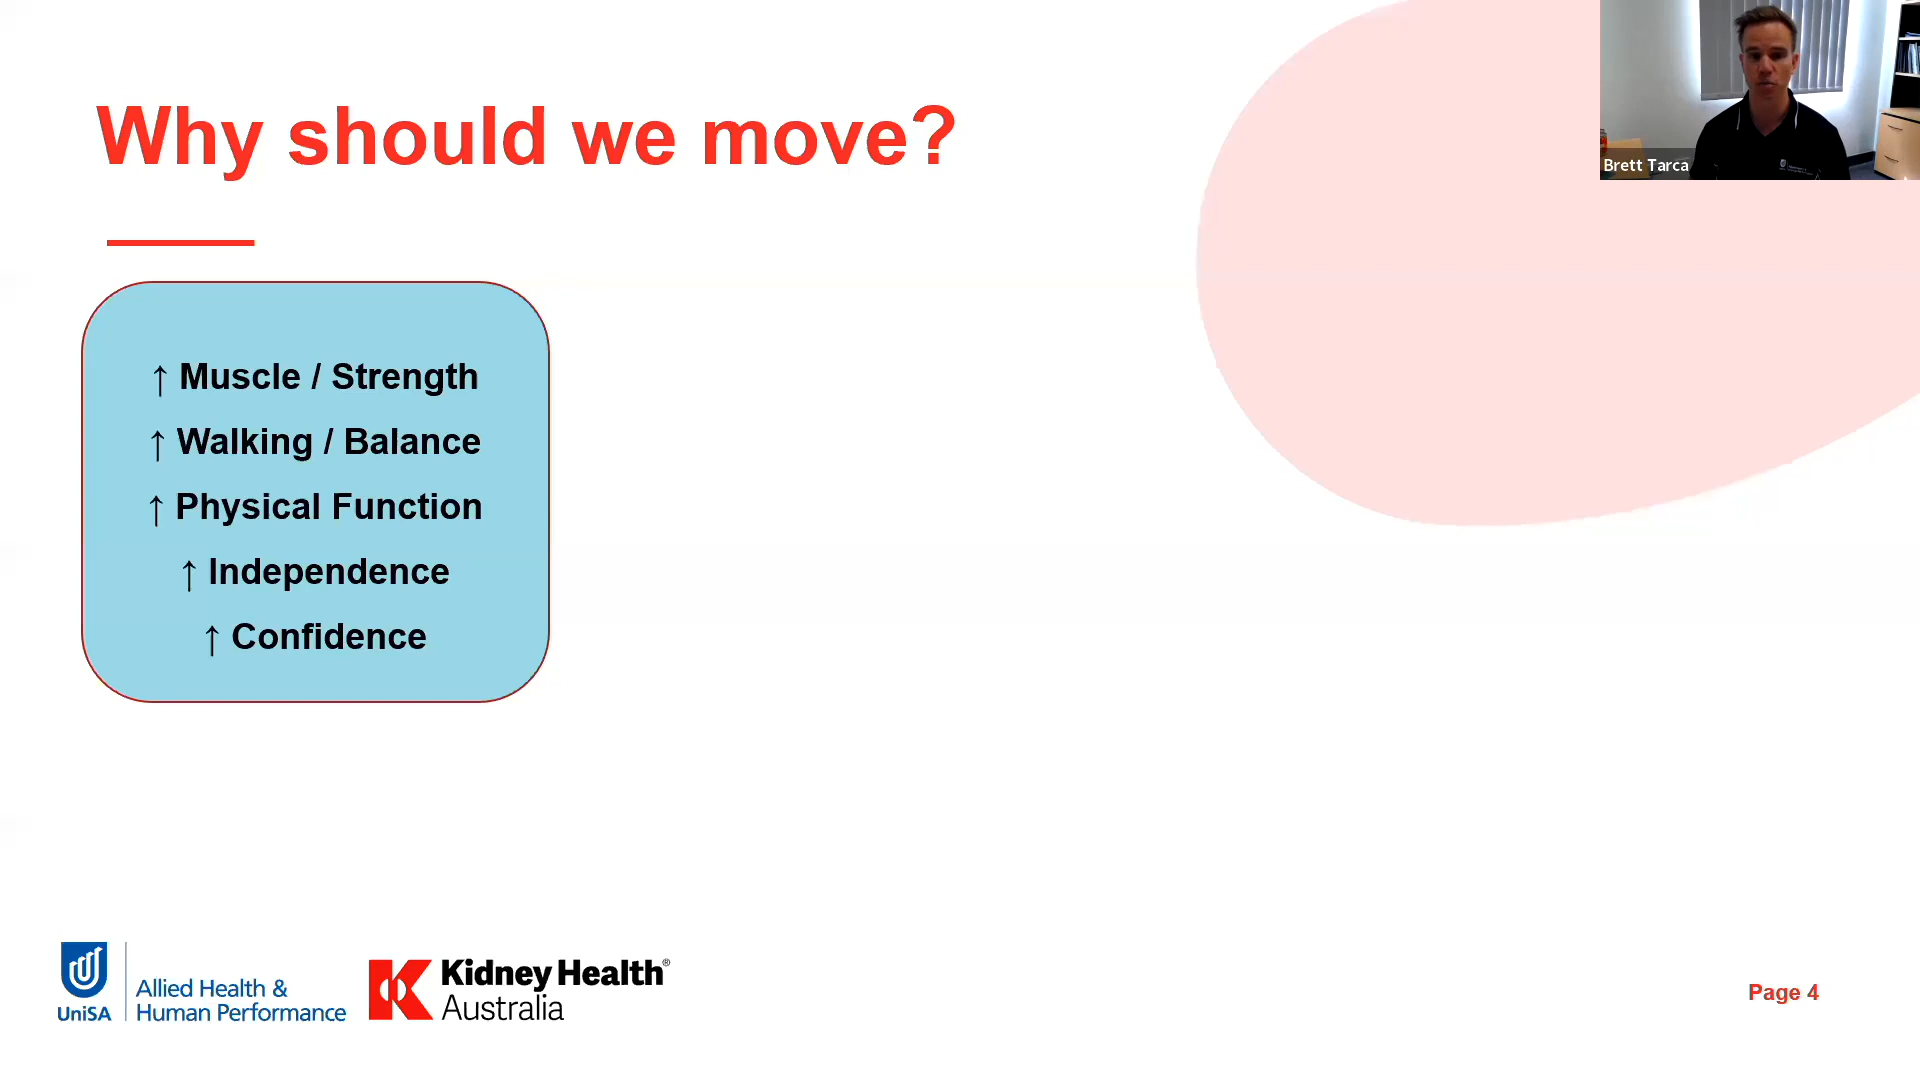 Why should we move?
Brett Tarca
↑ Muscle / Strength
↑ Walking / Balance
↑ Physical Function
↑ Independence
↑ Confidence
UniSA
Allied Health &
Human Performance
Kidney Health®
Australia
Page 4